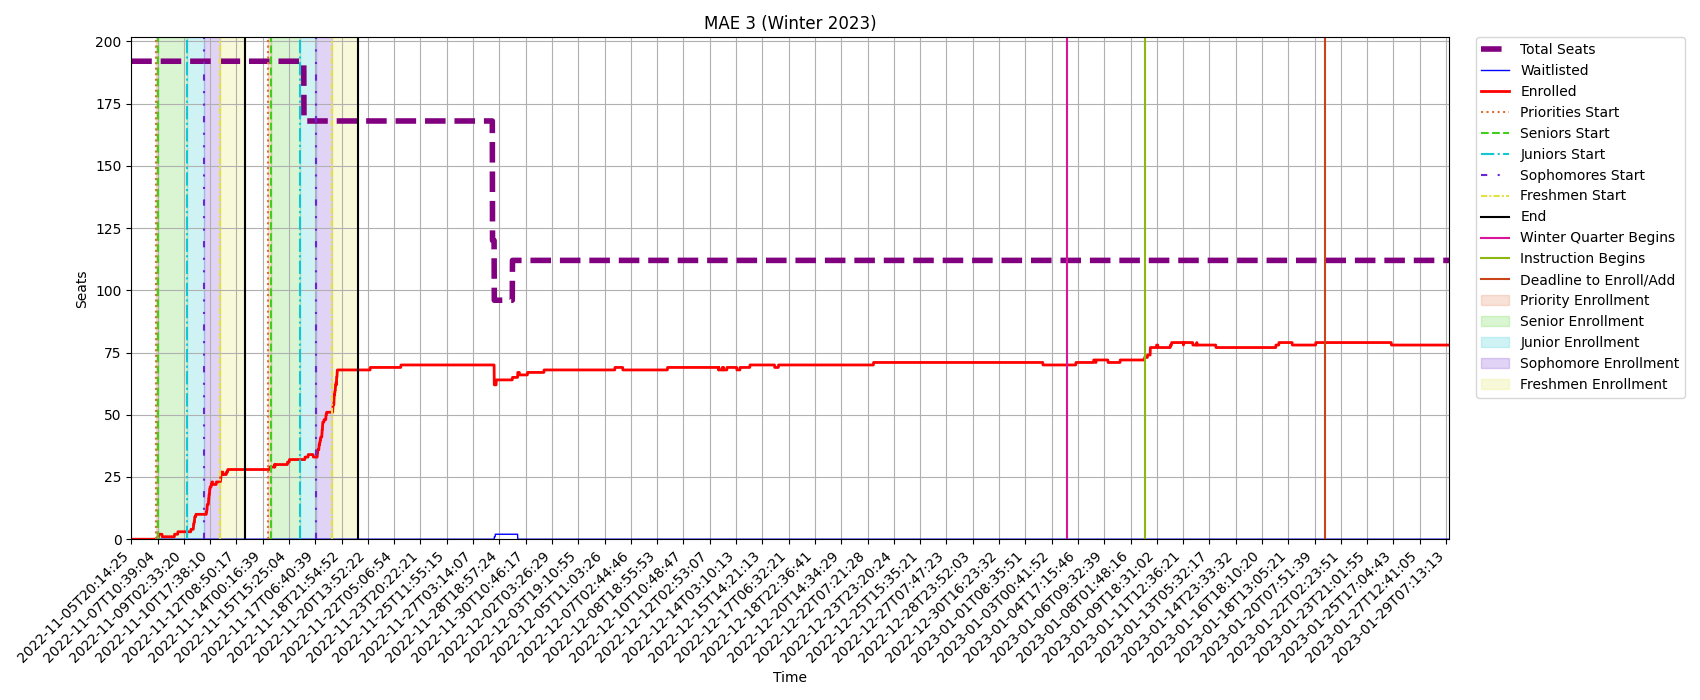 MAE 3 (Winter 2023)
Seats
200
175
150
125
100
75
50
25
0
2022-11-05T20:14:25
2022-11-07T10:39:04
2022-11-09T02:33:20
2022-11-10T17:38:10
2022-11-12T08:50:17
2022-11-14T00:16:39
2022-11-15T15:25:04
2022-11-17T06:40:39
2022-11-18T21:54:52
2022-11-20T13:52:22
2022-11-22T05:06:54
2022-11-23T20:22:21
2022-11-25T11:55:15
2022-11-27T03:14:07
2022-11-28T18:57:24
2022-11-30T10:46:17
2022-12-02T03:26:29
2022-12-03T19:10:55
2022-12-05T11:03:26
2022-12-07T02:44:46
2022-12-08T18:55:53
2022-12-10T10:48:47
2022-12-12T02:53:07
2022-12-14T03:10:13
2022-12-15T14:21:13
2022-12-17T06:32:21
2022-12-18T22:36:41
2022-12-20T14:34:29
2022-12-22T07:21:28
2022-12-23T23:20:24
2022-12-25T15:35:21
2022-12-27T07:47:23
2022-12-28T23:52:03
2022-12-30T16:23:32
2023-01-01T08:35:51
2023-01-03T00:41:52
2023-01-04T17:15:46
2023-01-06T09:32:39
2023-01-08T01:48:16
2023-01-09T18:31:02
2023-01-11T12:36:21
2023-01-13T05:32:17
2023-01-14T23:33:32
2023-01-16T18:10:20
2023-01-18T13:05:21
2023-01-20T07:51:39
2023-01-22T02:23:51
2023-01-23T21:01:55
2023-01-25T17:04:43
2023-01-27T12:41:05
2023-01-29T07:13:13
Time
Total Seats
Waitlisted
Enrolled
Priorities Start
Seniors Start
Juniors Start
Sophomores Start
Freshmen Start
End
Winter Quarter Begins
Instruction Begins
Deadline to Enroll/Add
Priority Enrollment
Senior Enrollment
Junior Enrollment
Sophomore Enrollment
Freshmen Enrollment